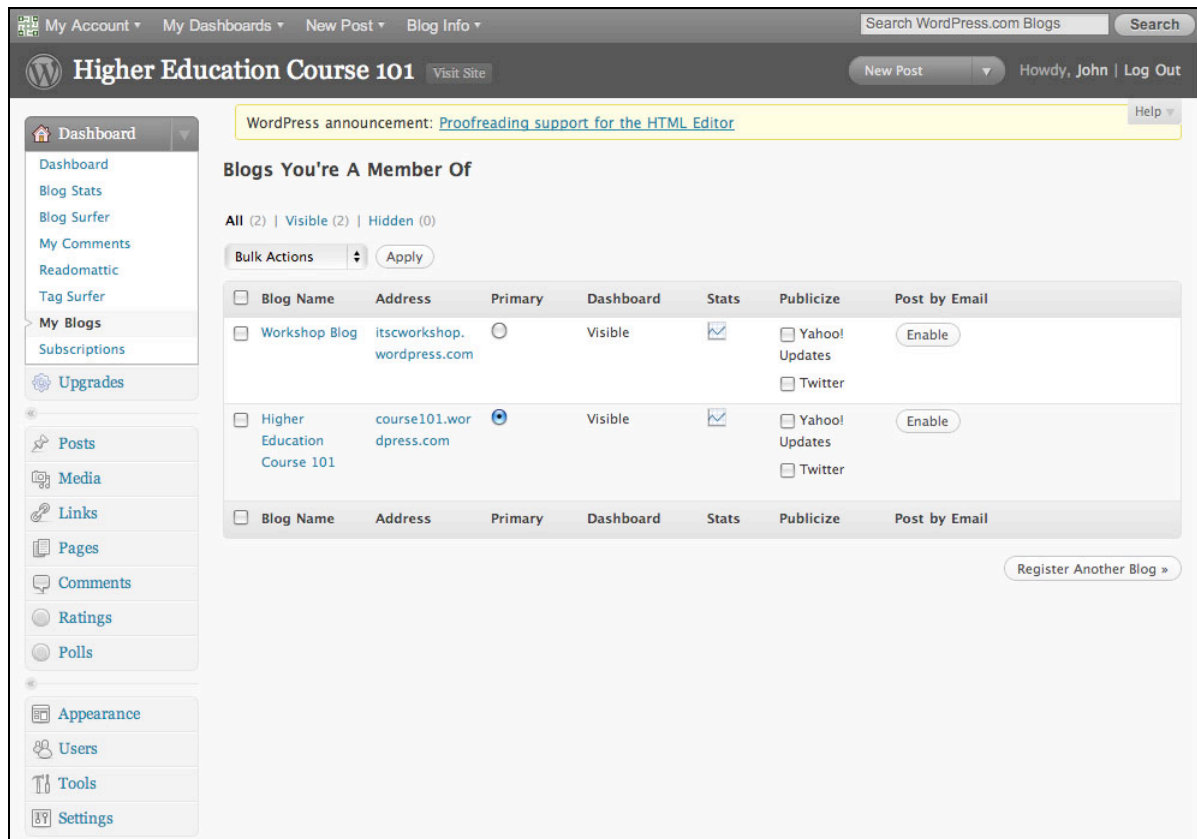 My Account ▾ My Dashboards ▾ New Post ▾ Blog Info ▾ Search WordPress.com Blogs Search
Higher Education Course 101 Visit Site New Post ▼ Howdy, John | Log Out
Help ▼
WordPress announcement: Proofreading support for the HTML Editor
Dashboard
Dashboard
Blog Stats
Blog Surfer
My Comments
Readomattic
Tag Surfer
My Blogs
Subscriptions
Upgrades
Posts
Media
Links
Pages
Comments
Ratings
Polls
Appearance
Users
Tools
Settings
Blogs You're A Member Of
All (2) | Visible (2) | Hidden (0)
Bulk Actions Apply
Blog Name Address Primary Dashboard Stats Publicize Post by Email
Workshop Blog itscworkshop. Visible Yahoo! Enable
wordpress.com Updates
Twitter
Higher course101.wor Visible Yahoo! Enable
Education dpress.com Updates
Course 101 Twitter
Blog Name Address Primary Dashboard Stats Publicize Post by Email
Register Another Blog »